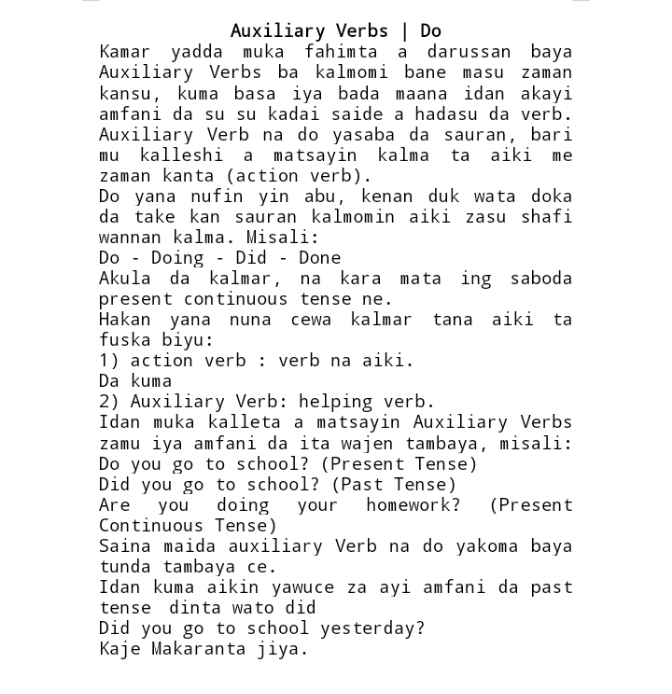 Auxiliary Verbs | Do
Kamar yadda muka fahimta a darussan baya
Auxiliary Verbs ba kalmomi bane masu zaman
kansu, kuma basa iya bada maana idan akayi
amfani da su su kadai saide a hadasu da verb.
Auxiliary Verb na do yasaba da sauran, bari
mu kalleshi a matsayin kalma ta aiki me
zaman kanta (action verb).
Do yana nufin yin abu, kenan duk wata doka
da take kan sauran kalmomin aiki zasu shafi
wannan kalma. Misali:
Do - Doing - Did - Done
Akula da kalmar, na kara mata ing saboda
present continuous tense ne.
Hakan yana nuna cewa kalmar tana aiki ta
fuska biyu:
1) action verb : verb na aiki.
Da kuma
2) Auxiliary Verb: helping verb.
Idan muka kalleta a matsayin Auxiliary Verbs
zamu iya amfani da ita wajen tambaya, misali:
Do you go to school? (Present Tense)
Did you go to school? (Past Tense)
Are you doing your homework? (Present
Continuous Tense)
Saina maida auxiliary Verb na do yakoma baya
tunda tambaya ce.
Idan kuma aikin yawuce za ayi amfani da past
tense dinta wato did
Did you go to school yesterday?
Kaje Makaranta jiya.